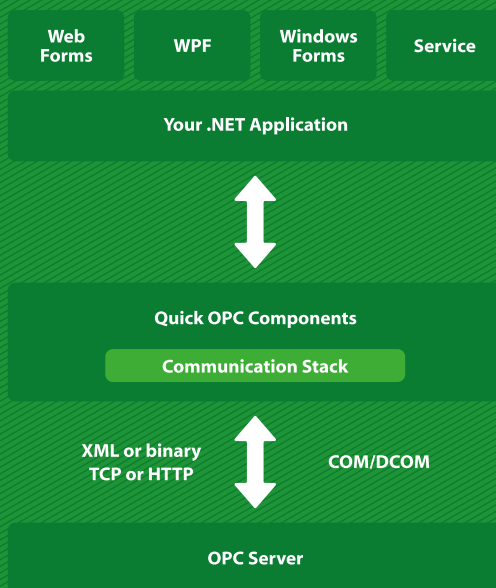 Web
Forms
WPF
Windows
Forms
Service
Your .NET Application
Quick OPC Components
Communication Stack
XML or binary
TCP or HTTP
COM/DCOM
OPC Server